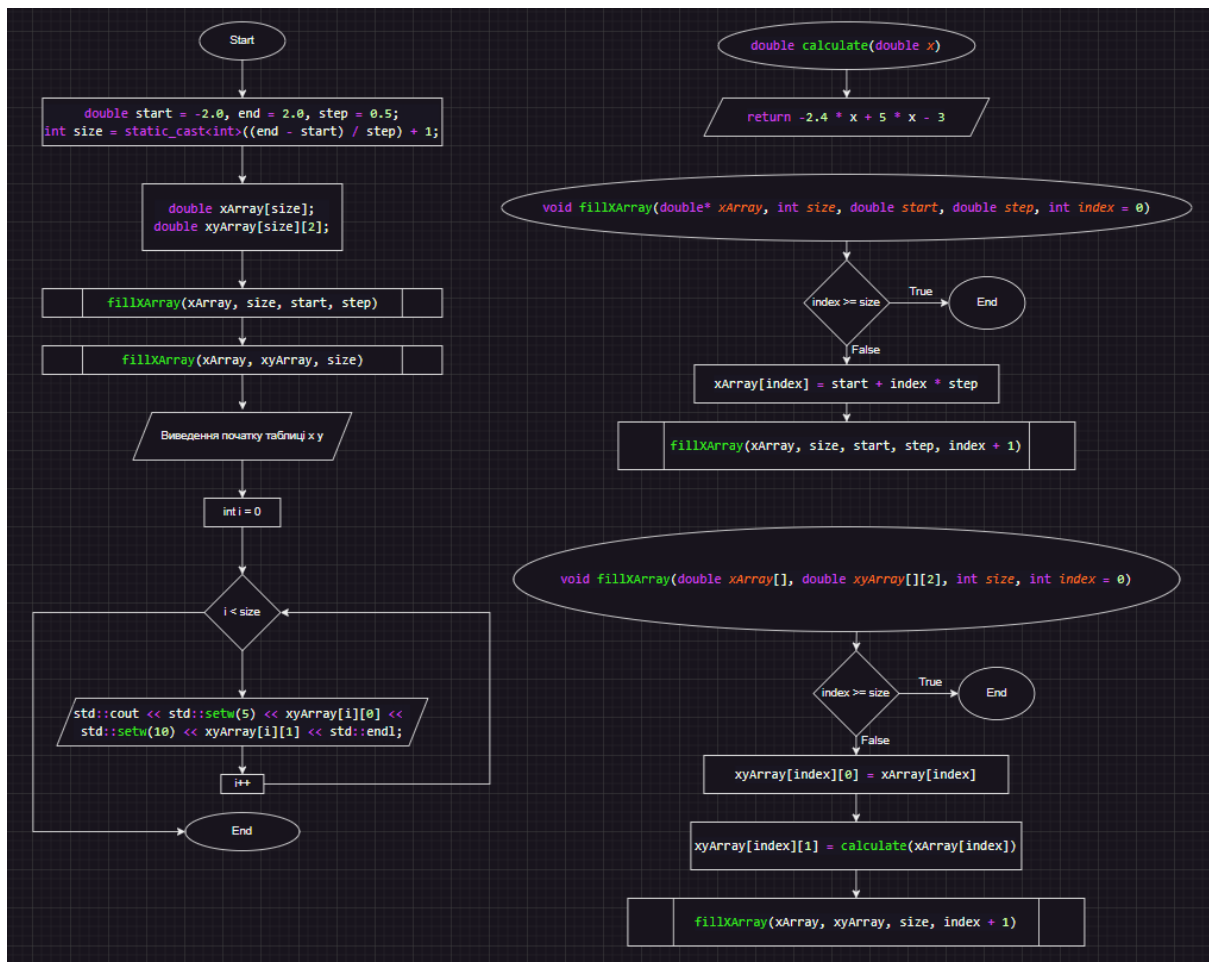 Start
double start = -2.0, end = 2.0, step = 0.5;
int size = static_cast<int>((end - start) / step) + 1;
double xArray[size];
double xyArray[size][2];
fillXArray(xArray, size, start, step)
fillXArray(xArray, xyArray, size)
Виведення початку таблиці x y
int i = 0
i < size
std::cout << std::setw(5) << xyArray[i][0] <<
std::setw(10) << xyArray[i][1] << std::endl;
i++
End
double calculate(double x)
return -2.4 * x + 5 * x - 3
void fillXArray(double* xArray, int size, double start, double step, int index = 0)
index >= size
True
End
False
xArray[index] = start + index * step
fillXArray(xArray, size, start, step, index + 1)
void fillXArray(double xArray[], double xyArray[][2], int size, int index = 0)
index >= size
True
End
False
xyArray[index][0] = xArray[index]
xyArray[index][1] = calculate(xArray[index])
fillXArray(xArray, xyArray, size, index + 1)